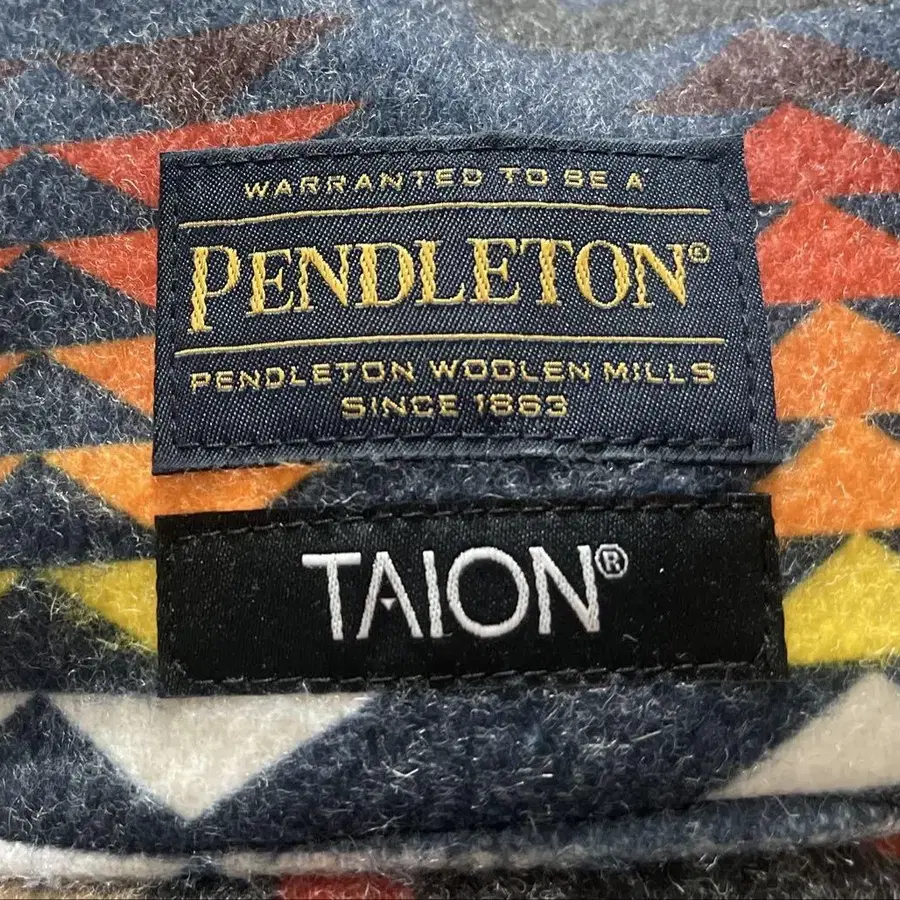 WARRANTED TO BE A
PENDLETON®
PENDLETON WOOLEN MILLS
SINCE 1863
TAION®